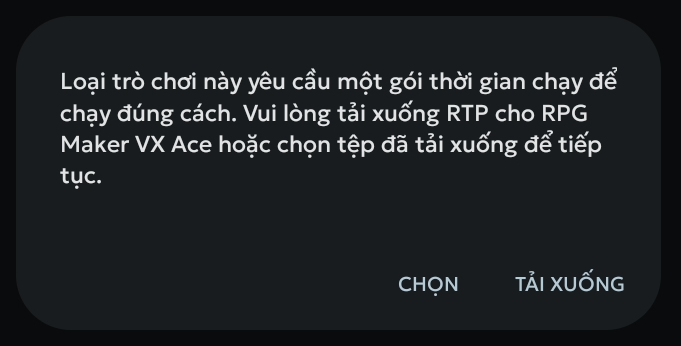 Loại trò chơi này yêu cầu một gói thời gian chạy để
chạy đúng cách. Vui lòng tải xuống RTP cho RPG
Maker VX Ace hoặc chọn tệp đã tải xuống để tiếp
tục.
CHỌN TẢI XUỐNG